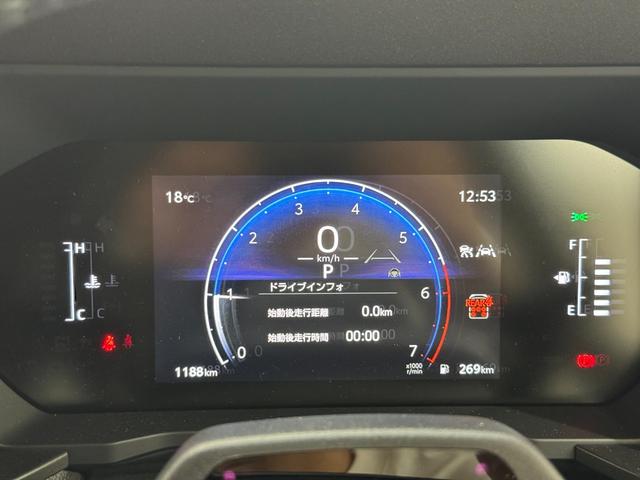 18℃
12:53
3 4
2 5
0
km/h
P
H
F
C
E
ドライブインフォ
1 6
始動後走行距離 0.0km
始動後走行時間 00:00
REAR
0 7
x1000
r/min
1188km
269km
(P)